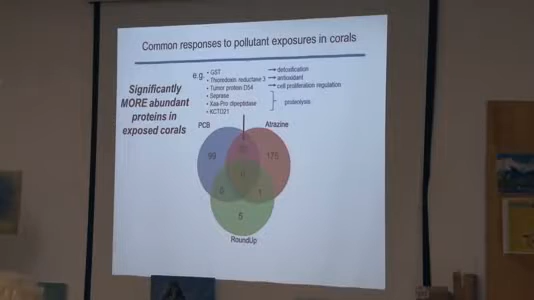 Common responses to pollutant exposures in corals
e.g. • GST → detoxification
• Thioredoxin reductase 3 → antioxidant
• Tumor protein D54 → cell proliferation regulation
• Seprase
• Xaa-Pro dipeptidase
• KCTD21
proteolysis
Significantly
MORE abundant
proteins in
exposed corals
PCB
Atrazine
99
175
0
0
1
5
RoundUp